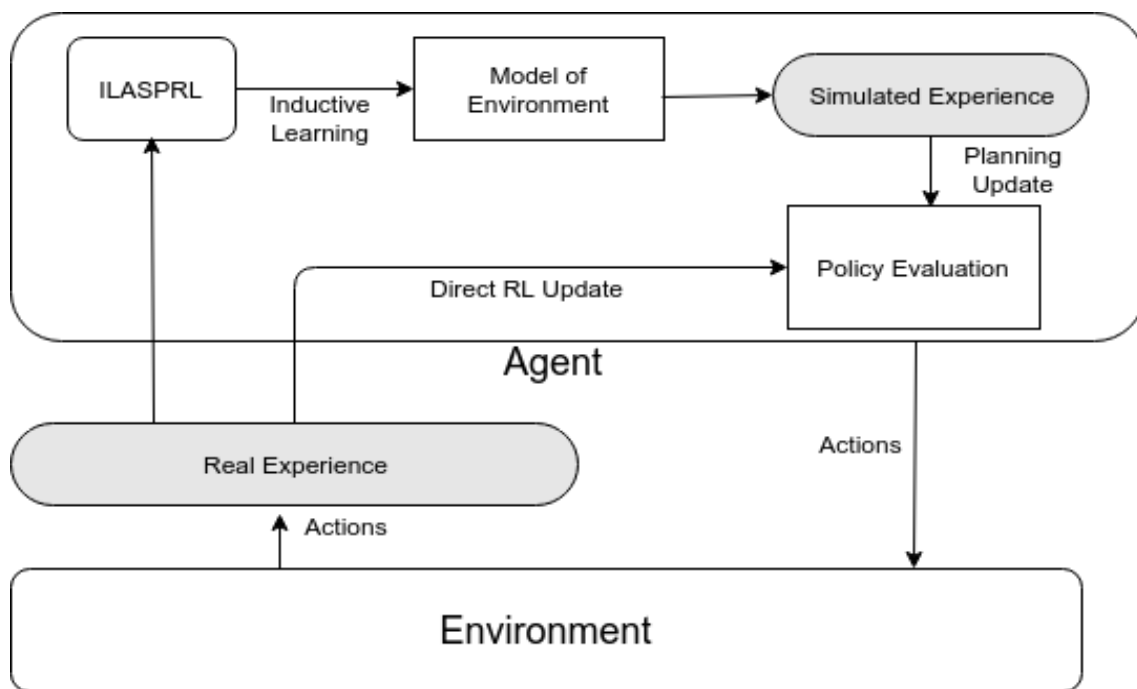 ILASPRL
Inductive
Learning
Model of
Environment
Simulated Experience
Planning
Update
Policy Evaluation
Direct RL Update
Agent
Real Experience
Actions
Actions
Environment